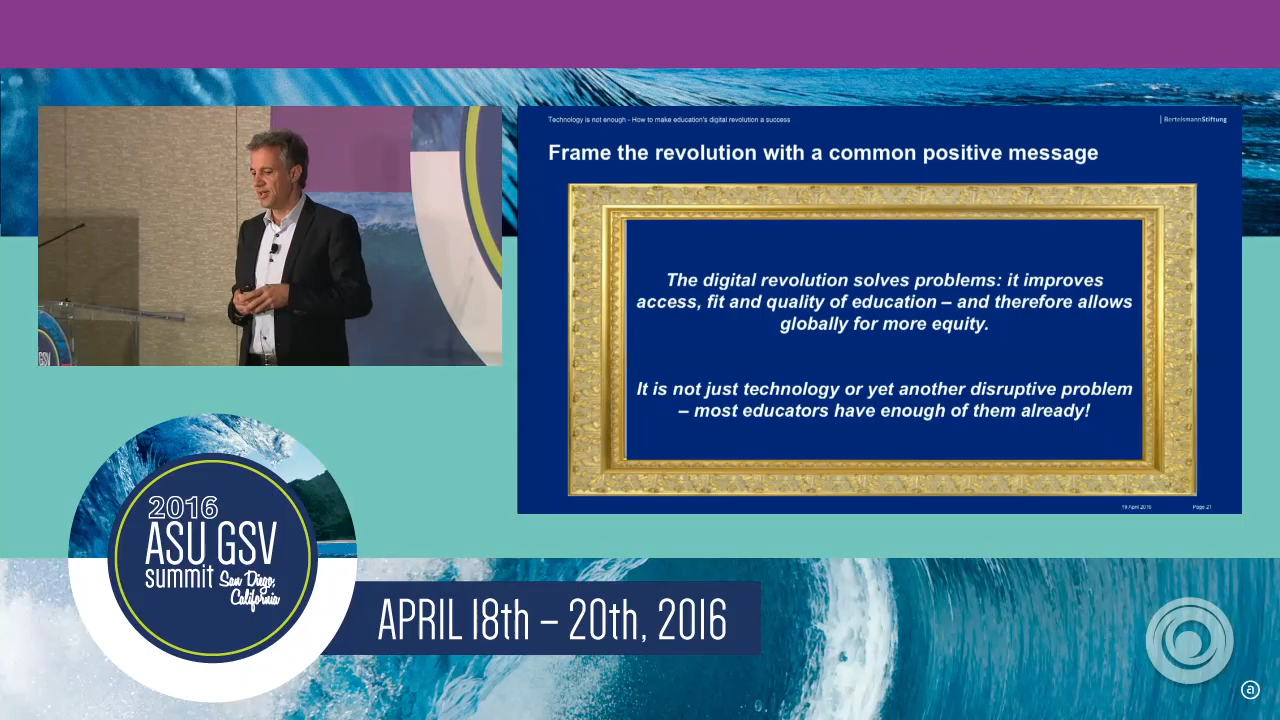 Technology is not enough - How to make education's digital revolution a success
BertelsmannStiftung
Frame the revolution with a common positive message
The digital revolution solves problems: it improves
access, fit and quality of education – and therefore allows
globally for more equity.
It is not just technology or yet another disruptive problem
– most educators have enough of them already!
19 April 2016
Page 21
GSV
2016
ASU GSV
summit San Diego,
California
APRIL 18th – 20th, 2016
a